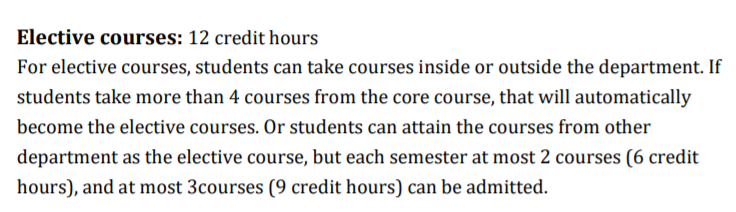 Elective courses: 12 credit hours
For elective courses, students can take courses inside or outside the department. If
students take more than 4 courses from the core course, that will automatically
become the elective courses. Or students can attain the courses from other
department as the elective course, but each semester at most 2 courses (6 credit
hours), and at most 3courses (9 credit hours) can be admitted.